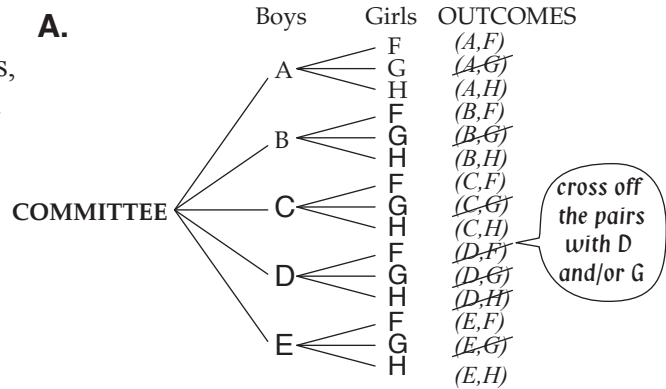 A.
s,
Boys Girls OUTCOMES
F (A,F)
A G (A,G)
H (A,H)
F (B,F)
B G (B,G)
H (B,H)
F (C,F)
COMMITTEE C G (C,G)
H (C,H)
F (D,F)
D G (D,G)
H (D,H)
F (E,F)
E G (E,G)
H (E,H)
cross off
the pairs
with D
and/or G